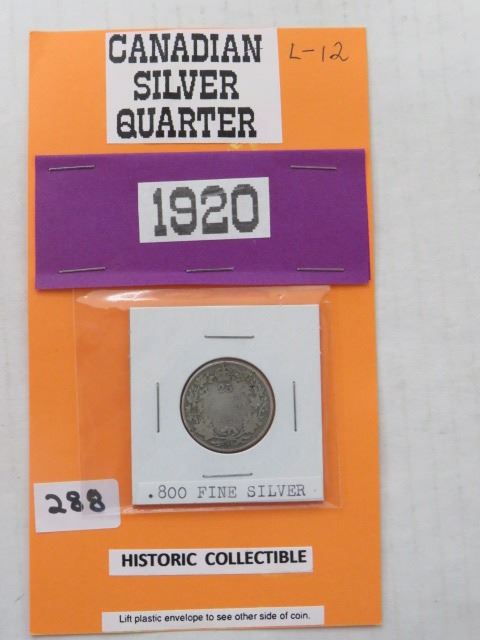 CANADIAN
SILVER
QUARTER
L-12
1920
25
.800 FINE SILVER
288
HISTORIC COLLECTIBLE
Lift plastic envelope to see other side of coin.